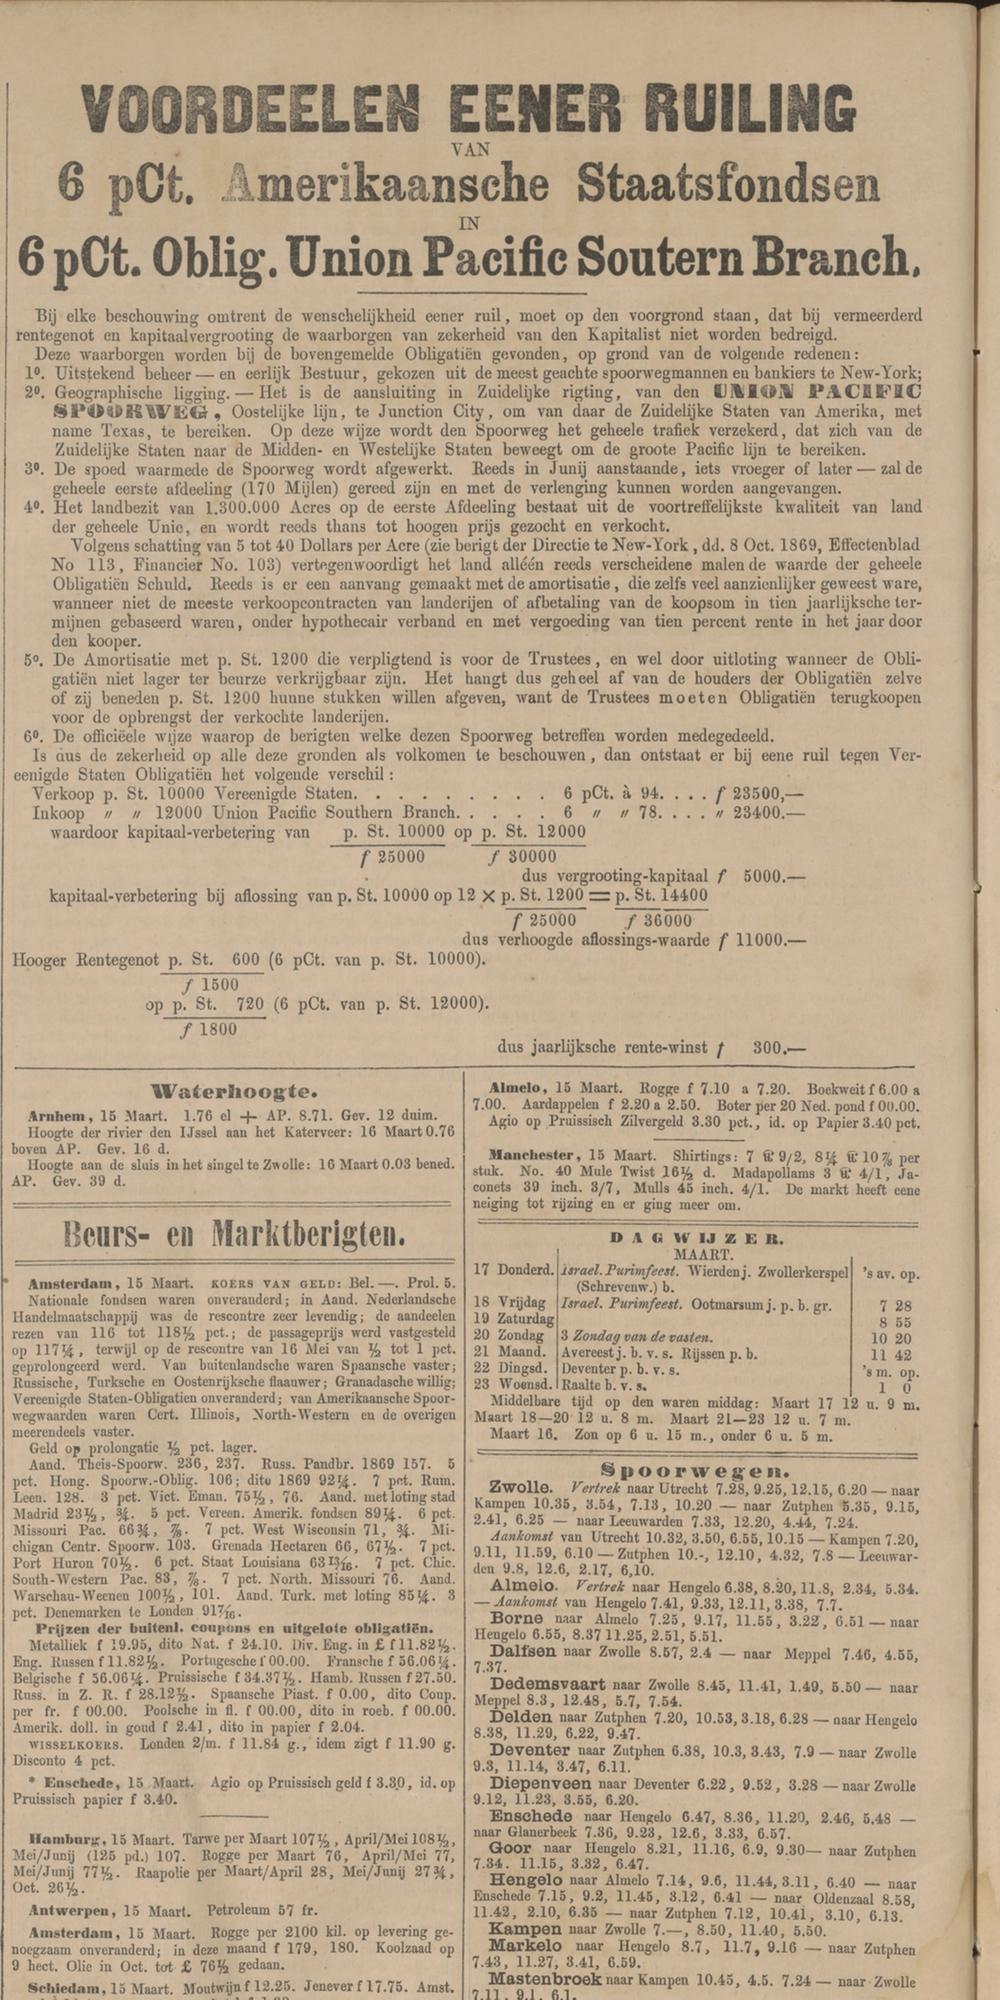 VOORDEELEN EENER RUILING
VAN
6 pCt. Amerikaansche Staatsfondsen
IN
6 pCt. Oblig. Union Pacific Soutern Branch.
Bij elke beschouwing omtrent de wenschelijkheid eener ruil, moet op den voorgrond staan, dat bij vermeerderd
rentegenot en kapitaalvergrooting de waarborgen van zekerheid van den Kapitalist niet worden bedreigd.
Deze waarborgen worden bij de bovengemelde Obligatiën gevonden, op grond van de volgende redenen:
1º. Uitstekend beheer — en eerlijk Bestuur, gekozen uit de meest geachte spoorwegmannen en bankiers te New-York;
2º. Geographische ligging. — Het is de aansluiting in Zuidelijke rigting, van den UNION PACIFIC
SPOORWEG, Oostelijke lijn, te Junction City, om van daar de Zuidelijke Staten van Amerika, met
name Texas, te bereiken. Op deze wijze wordt den Spoorweg het geheele trafiek verzekerd, dat zich van de
Zuidelijke Staten naar de Midden- en Westelijke Staten beweegt om de groote Pacific lijn te bereiken.
3º. De spoed waarmede de Spoorweg wordt afgewerkt. Reeds in Junij aanstaande, iets vroeger of later — zal de
geheele eerste afdeeling (170 Mijlen) gereed zijn en met de verlenging kunnen worden aangevangen.
4º. Het landbezit van 1.300.000 Acres op de eerste Afdeeling bestaat uit de voortreffelijkste kwaliteit van land
der geheele Unie, en wordt reeds thans tot hoogen prijs gezocht en verkocht.
Volgens schatting van 5 tot 40 Dollars per Acre (zie berigt der Directie te New-York, dd. 8 Oct. 1869, Effectenblad
No 113, Financier No. 103) vertegenwoordigt het land alléén reeds verscheidene malen de waarde der geheele
Obligatiën Schuld. Reeds is er een aanvang gemaakt met de amortisatie, die zelfs veel aanzienlijker geweest ware,
wanneer niet de meeste verkoopcontracten van landerijen of afbetaling van de koopsom in tien jaarlijksche ter-
mijnen gebaseerd waren, onder hypothecair verband en met vergoeding van tien percent rente in het jaar door
den kooper.
5º. De Amortisatie met p. St. 1200 die verpligtend is voor de Trustees, en wel door uitloting wanneer de Obli-
gatiën niet lager ter beurze verkrijgbaar zijn. Het hangt dus geheel af van de houders der Obligatiën zelve
of zij beneden p. St. 1200 hunne stukken willen afgeven, want de Trustees moeten Obligatiën terugkoopen
voor de opbrengst der verkochte landerijen.
6º. De officiëele wijze waarop de berigten welke dezen Spoorweg betreffen worden medegedeeld.
Is dus de zekerheid op alle deze gronden als volkomen te beschouwen, dan ontstaat er bij eene ruil tegen Ver-
eenigde Staten Obligatiën het volgende verschil:
Verkoop p. St. 10000 Vereenigde Staten. . . . . . . . . 6 pCt. à 94. . . . f 23500,—
Inkoop „ „ 12000 Union Pacific Southern Branch. . . . . 6 „ „ 78. . . . „ 23400.—
waardoor kapitaal-verbetering van p. St. 10000 op p. St. 12000
f 25000 f 30000
dus vergrooting-kapitaal f 5000.—
kapitaal-verbetering bij aflossing van p. St. 10000 op 12 × p. St. 1200 = p. St. 14400
f 25000 f 36000
dus verhoogde aflossings-waarde f 11000.—
Hooger Rentegenot p. St. 600 (6 pCt. van p. St. 10000).
f 1500
op p. St. 720 (6 pCt. van p. St. 12000).
f 1800
dus jaarlijksche rente-winst f 300.—
Waterhoogte.
Arnhem, 15 Maart. 1.76 el + AP. 8.71. Gev. 12 duim.
Hoogte der rivier den IJssel aan het Katerveer: 16 Maart 0.76
boven AP. Gev. 16 d.
Hoogte aan de sluis in het singel te Zwolle: 16 Maart 0.03 bened.
AP. Gev. 39 d.
Beurs- en Marktberigten.
Amsterdam, 15 Maart. KOERS VAN GELD: Bel. —. Prol. 5.
Nationale fondsen waren onveranderd; in Aand. Nederlandsche
Handelmaatschappij was de rescontre zeer levendig; de aandeelen
rezen van 116 tot 118½ pct.; de passageprijs werd vastgesteld
op 117¼, terwijl op de rescontre van 16 Mei van ½ tot 1 pct.
geprolongeerd werd. Van buitenlandsche waren Spaansche vaster;
Russische, Turksche en Oostenrijksche flaauwer; Granadasche willig;
Vereenigde Staten-Obligatien onveranderd; van Amerikaansche Spoor-
wegwaarden waren Cert. Illinois, North-Western en de overigen
meerendeels vaster.
Geld op prolongatie ½ pct. lager.
Aand. Theis-Spoorw. 236, 237. Russ. Pandbr. 1869 157. 5
pct. Hong. Spoorw.-Oblig. 106; dito 1869 92¼. 7 pct. Rum.
Leen. 128. 3 pct. Vict. Eman. 75½, 76. Aand. met loting stad
Madrid 23½, ¾. 5 pct. Vereen. Amerik. fondsen 89¼. 6 pct.
Missouri Pac. 66¾, ⅞. 7 pct. West Wisconsin 71, ¾. Mi-
chigan Centr. Spoorw. 103. Grenada Hectaren 66, 67½. 7 pct.
Port Huron 70½. 6 pct. Staat Louisiana 63 13/16. 7 pct. Chic.
South-Western Pac. 83, ⅞. 7 pct. North. Missouri 76. Aand.
Warschau-Weenen 100½, 101. Aand. Turk. met loting 85¼. 3
pct. Denemarken te Londen 91 7/16.
Prijzen der buitenl. coupons en uitgelote obligatiën.
Metalliek f 19.95, dito Nat. f 24.10. Div. Eng. in £ f 11.82½.
Eng. Russen f 11.82½. Portugesche f 00.00. Fransche f 56.06¼.
Belgische f 56.06¼. Pruissische f 34.37½. Hamb. Russen f 27.50.
Russ. in Z. R. f 28.12½. Spaansche Piast. f 0.00, dito Coup.
per fr. f 00.00. Poolsche in fl. f 00.00, dito in roeb. f 00.00.
Amerik. doll. in goud f 2.41, dito in papier f 2.04.
WISSELKOERS. Londen 2/m. f 11.84 g., idem zigt f 11.90 g.
Disconto 4 pct.
* Enschede, 15 Maart. Agio op Pruissisch geld f 3.30, id. op
Pruissisch papier f 3.40.
Hamburg, 15 Maart. Tarwe per Maart 107½, April/Mei 108½,
Mei/Junij (125 pd.) 107. Rogge per Maart 76, April/Mei 77,
Mei/Junij 77½. Raapolie per Maart/April 28, Mei/Junij 27¾,
Oct. 26½.
Antwerpen, 15 Maart. Petroleum 57 fr.
Amsterdam, 15 Maart. Rogge per 2100 kil. op levering ge-
noegzaam onveranderd; in deze maand f 179, 180. Koolzaad op
9 hect. Olie in Oct. tot £ 76½ gedaan.
Schiedam, 15 Maart. Moutwijn f 12.25. Jenever f 17.75. Amst.
Almelo, 15 Maart. Rogge f 7.10 a 7.20. Boekweit f 6.00 a
7.00. Aardappelen f 2.20 a 2.50. Boter per 20 Ned. pond f 00.00.
Agio op Pruissisch Zilvergeld 3.30 pct., id. op Papier 3.40 pct.
Manchester, 15 Maart. Shirtings: 7 ℔ 9/2, 8¼ ℔ 10⅞ per
stuk. No. 40 Mule Twist 16½ d. Madapollams 3 ℔ 4/1, Ja-
conets 39 inch. 3/7, Mulls 45 inch. 4/1. De markt heeft eene
neiging tot rijzing en er ging meer om.
DAGWIJZER.
MAART.
17 Donderd. Israel. Purimfeest. Wierden j. Zwollerkerspel 's av. op.
(Schrevenw.) b.
18 Vrijdag Israel. Purimfeest. Ootmarsum j. p. b. gr. 7 28
19 Zaturdag 8 55
20 Zondag 3 Zondag van de vasten. 10 20
21 Maand. Avereest j. b. v. s. Rijssen p. b. 11 42
22 Dingsd. Deventer p. b. v. s. 's m. op.
23 Woensd. Raalte b. v. s. 1 0
Middelbare tijd op den waren middag: Maart 17 12 u. 9 m.
Maart 18—20 12 u. 8 m. Maart 21—23 12 u. 7 m.
Maart 16. Zon op 6 u. 15 m., onder 6 u. 5 m.
Spoorwegen.
Zwolle. Vertrek naar Utrecht 7.28, 9.25, 12.15, 6.20 — naar
Kampen 10.35, 3.54, 7.13, 10.20 — naar Zutphen 5.35, 9.15,
2.41, 6.25 — naar Leeuwarden 7.33, 12.20, 4.44, 7.24.
Aankomst van Utrecht 10.32, 3.50, 6.55, 10.15 — Kampen 7.20,
9.11, 11.59, 6.10 — Zutphen 10.-, 12.10, 4.32, 7.8 — Leeuwar-
den 9.8, 12.6, 2.17, 6,10.
Almelo. Vertrek naar Hengelo 6.38, 8.20, 11.8, 2.34, 5.34.
— Aankomst van Hengelo 7.41, 9.33, 12.11, 3.38, 7.7.
Borne naar Almelo 7.25, 9.17, 11.55, 3.22, 6.51 — naar
Hengelo 6.55, 8.37 11.25, 2.51, 5.51.
Dalfsen naar Zwolle 8.57, 2.4 — naar Meppel 7.46, 4.55,
7.37.
Dedemsvaart naar Zwolle 8.45, 11.41, 1.49, 5.50 — naar
Meppel 8.3, 12.48, 5.7, 7.54.
Delden naar Zutphen 7.20, 10.53, 3.18, 6.28 — naar Hengelo
8.38, 11.29, 6.22, 9.47.
Deventer naar Zutphen 6.38, 10.3, 3.43, 7.9 — naar Zwolle
9.3, 11.14, 3.47, 6.11.
Diepenveen naar Deventer 6.22, 9.52, 3.28 — naar Zwolle
9.12, 11.23, 3.55, 6.20.
Enschede naar Hengelo 6.47, 8.36, 11.20, 2.46, 5.48 —
naar Glanerbeek 7.36, 9.23, 12.6, 3.33, 6.57.
Goor naar Hengelo 8.21, 11.16, 6.9, 9.30 — naar Zutphen
7.34. 11.15, 3.32, 6.47.
Hengelo naar Almelo 7.14, 9.6, 11.44, 3.11, 6.40 — naar
Enschede 7.15, 9.2, 11.45, 3.12, 6.41 — naar Oldenzaal 8.58,
11.42, 2.10, 6.35 — naar Zutphen 7.12, 10.41, 3.10, 6.13.
Kampen naar Zwolle 7.—, 8.50, 11.40, 5.50.
Markelo naar Hengelo 8.7, 11.7, 9.16 — naar Zutphen
7.43, 11.27, 3.41, 6.59.
Mastenbroek naar Kampen 10.45, 4.5. 7.24 — naar Zwolle
7.11. 9.1. 6.1.